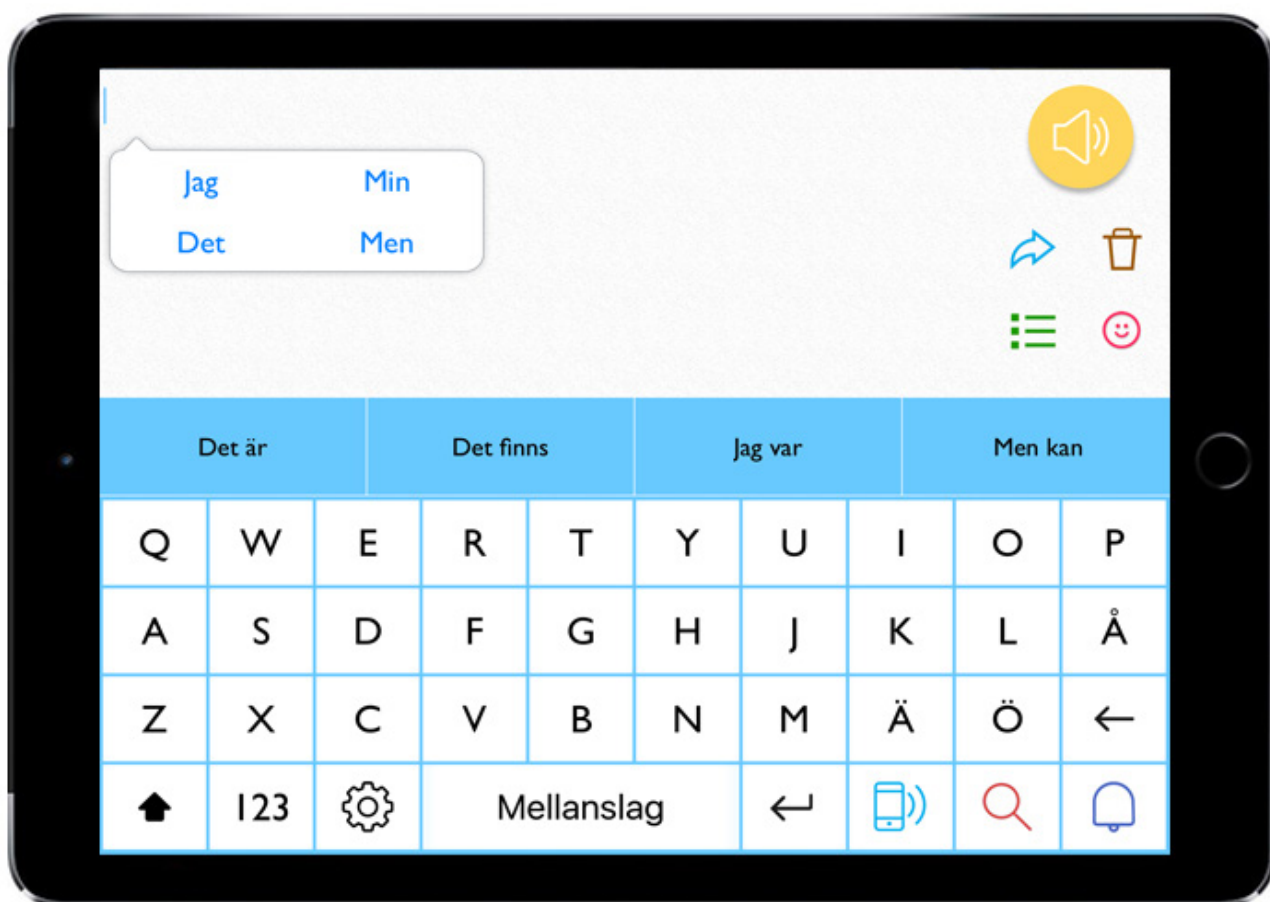 Jag Min
Det Men
Det är Det finns Jag var Men kan
Q W E R T Y U I O P
A S D F G H J K L Å
Z X C V B N M Ä Ö
123 Mellanslag